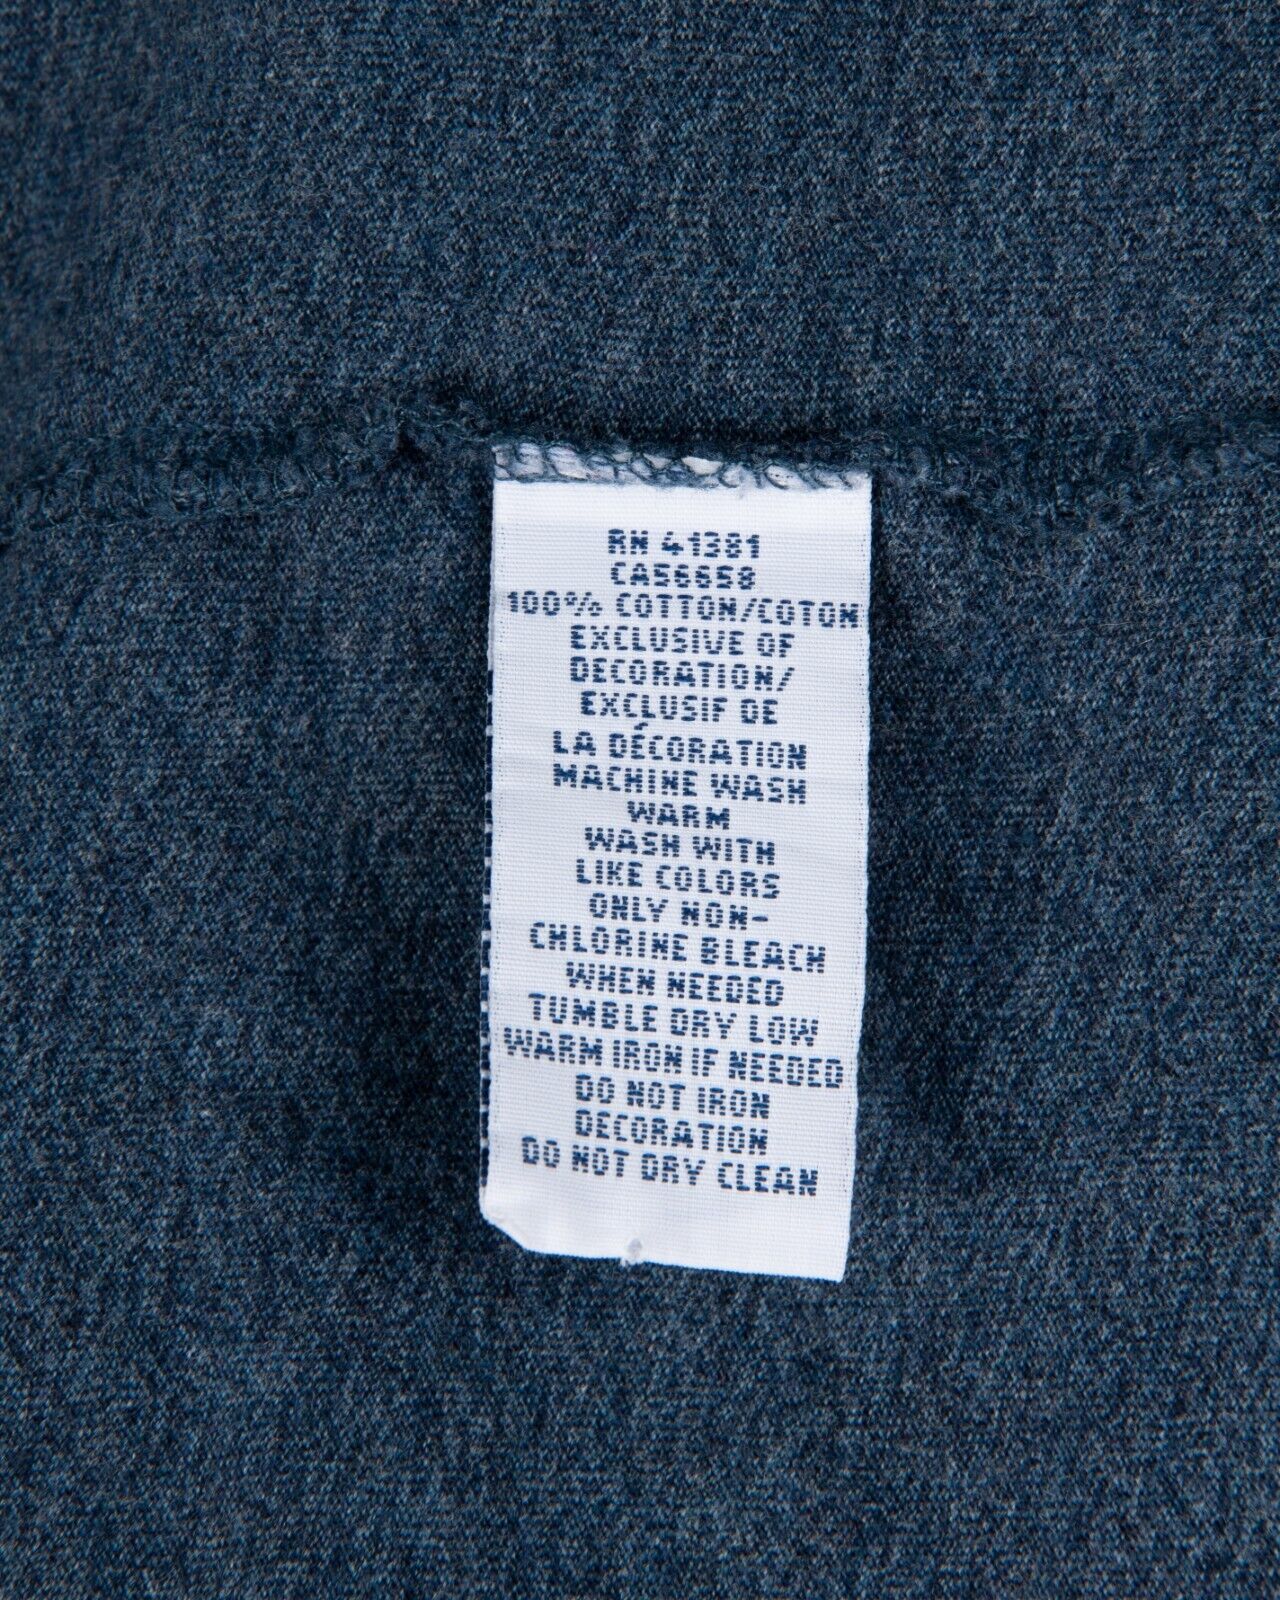 RN 41381
CA56658
100% COTTON/COTON
EXCLUSIVE OF
DECORATION/
EXCLUSIF DE
LA DÉCORATION
MACHINE WASH
WARM
WASH WITH
LIKE COLORS
ONLY NON-
CHLORINE BLEACH
WHEN NEEDED
TUMBLE DRY LOW
WARM IRON IF NEEDED
DO NOT IRON
DECORATION
DO NOT DRY CLEAN